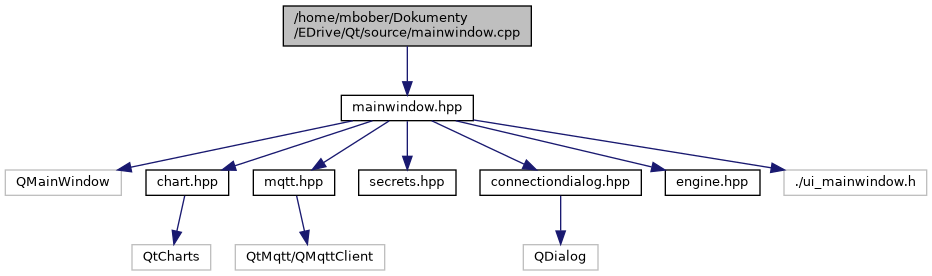 /home/mbober/Dokumenty
/EDrive/Qt/source/mainwindow.cpp
mainwindow.hpp
QMainWindow
chart.hpp
mqtt.hpp
secrets.hpp
connectiondialog.hpp
engine.hpp
./ui_mainwindow.h
QtCharts
QtMqtt/QMqttClient
QDialog